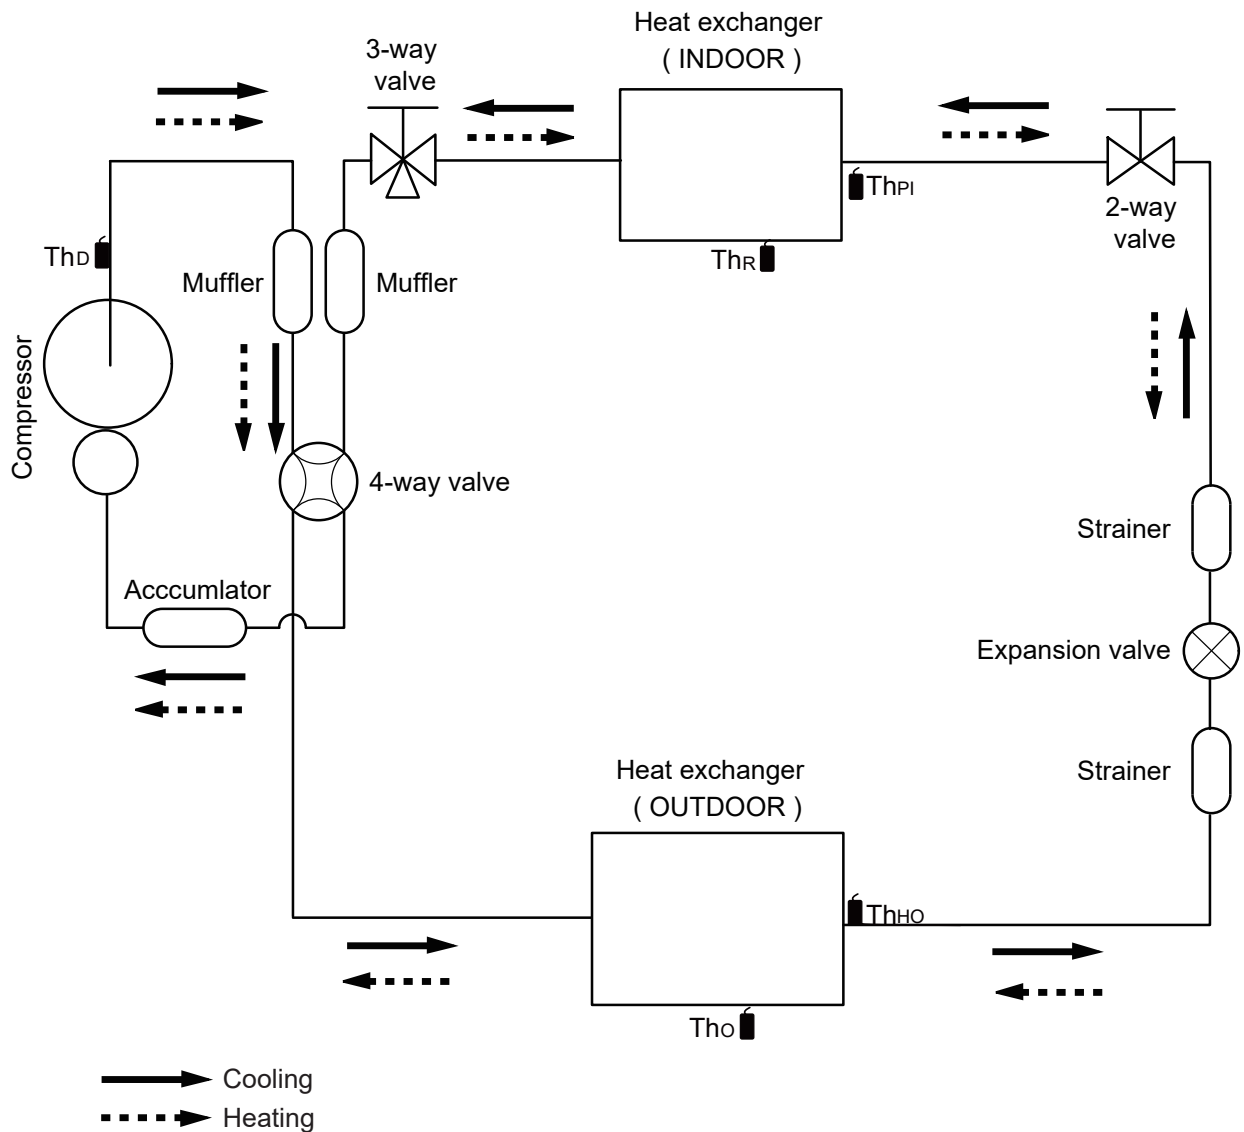 Heat exchanger
( INDOOR )
3-way
valve
ThD
Muffler
Muffler
ThPI
ThR
2-way
valve
Compressor
4-way valve
Strainer
Acccumlator
Expansion valve
Strainer
Heat exchanger
( OUTDOOR )
ThHO
ThO
Cooling
Heating